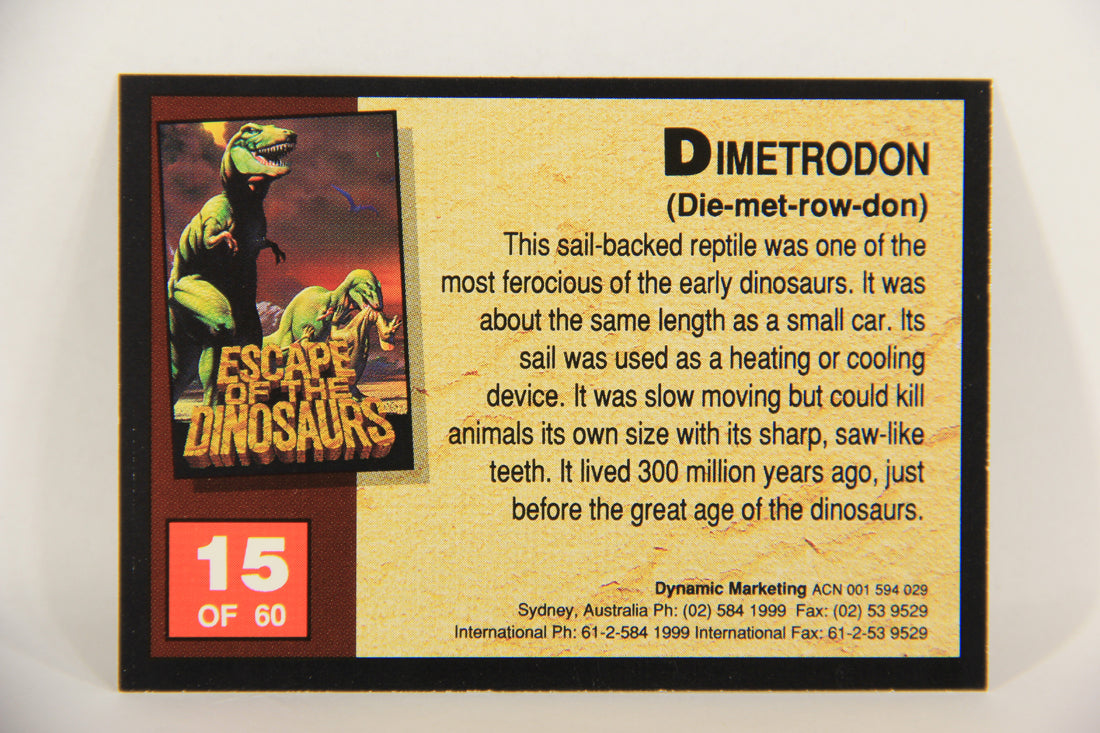 ESCAPE
OF THE
DINOSAURS
15
OF 60
DIMETRODON
(Die-met-row-don)
This sail-backed reptile was one of the
most ferocious of the early dinosaurs. It was
about the same length as a small car. Its
sail was used as a heating or cooling
device. It was slow moving but could kill
animals its own size with its sharp, saw-like
teeth. It lived 300 million years ago, just
before the great age of the dinosaurs.
Dynamic Marketing ACN 001 594 029
Sydney, Australia Ph: (02) 584 1999 Fax: (02) 53 9529
International Ph: 61-2-584 1999 International Fax: 61-2-53 9529